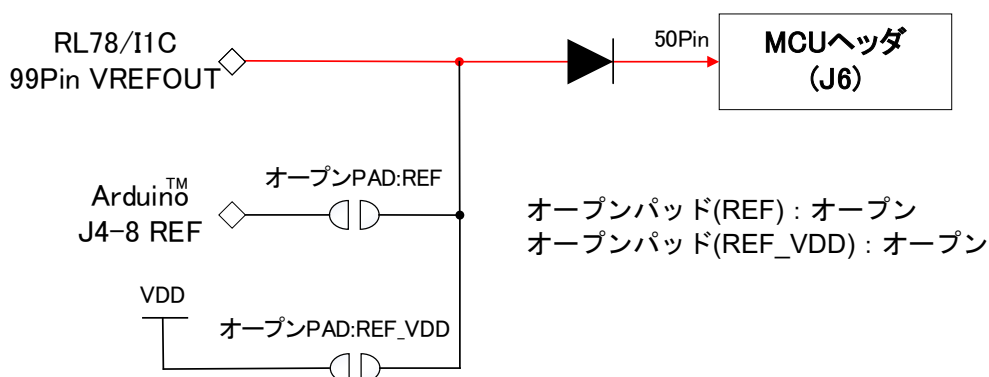 RL78/I1C
99Pin VREFOUT
50Pin
MCUヘッダ
(J6)
オープンPAD:REF
Arduino™
J4-8 REF
オープンパッド(REF) : オープン
オープンパッド(REF_VDD) : オープン
VDD
オープンPAD:REF_VDD